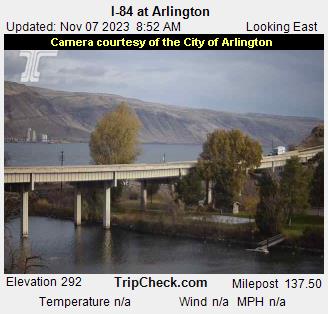 I-84 at Arlington
Updated: Nov 07 2023 8:52 AM Looking East
Camera courtesy of the City of Arlington
Elevation 292 TripCheck.com Milepost 137.50
Temperature n/a Wind n/a MPH n/a